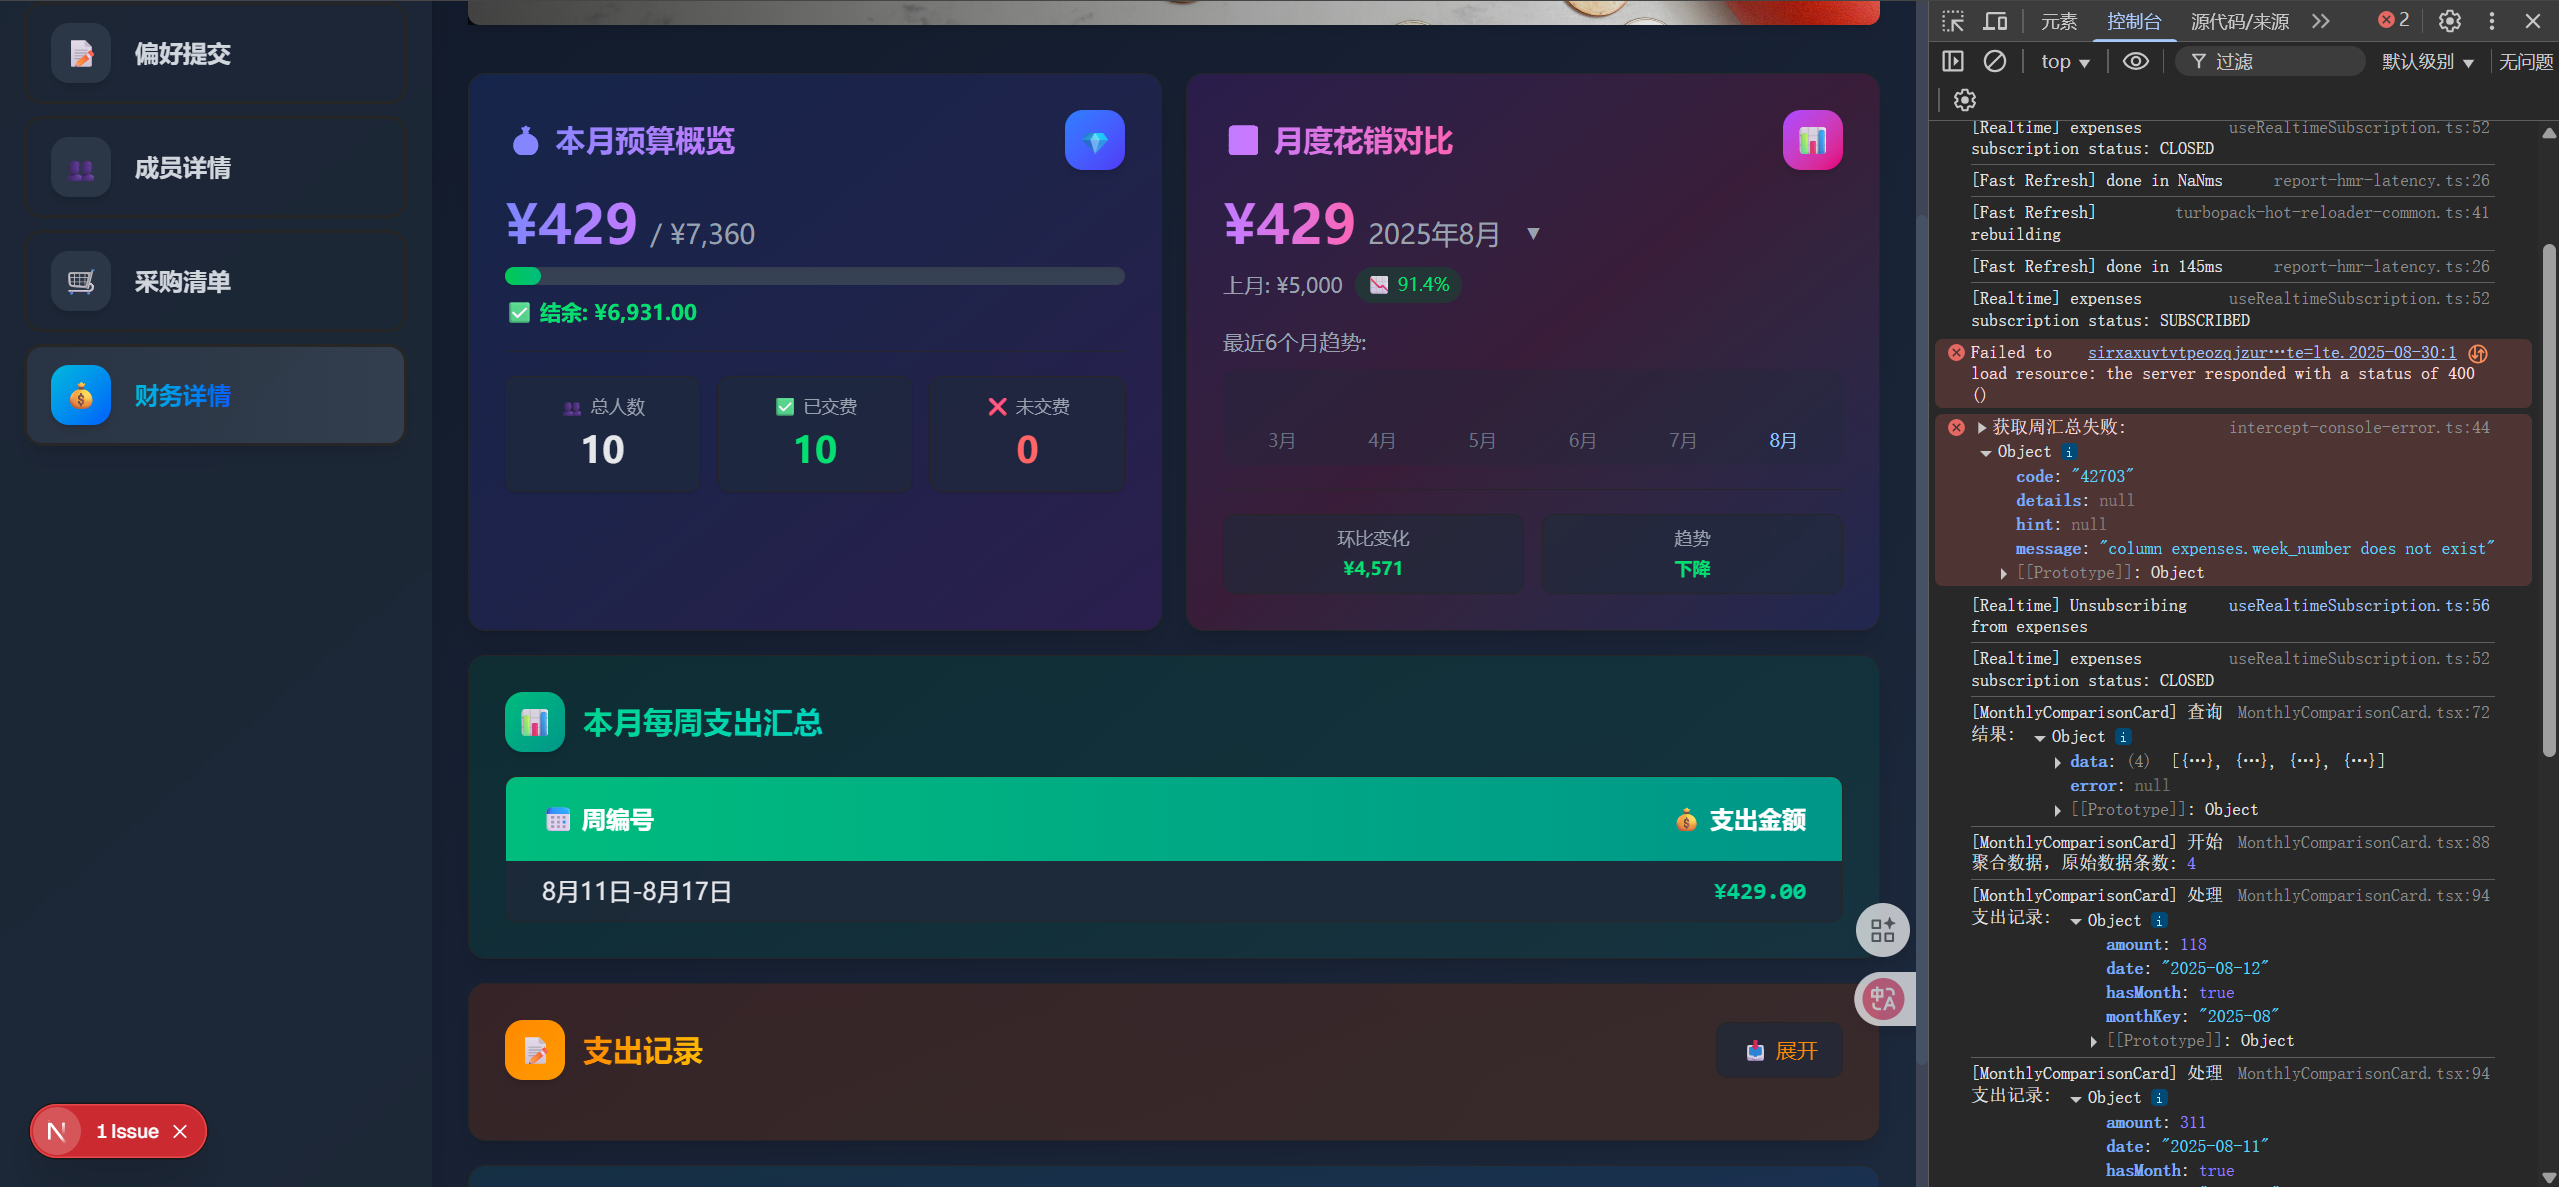 偏好提交
成员详情
采购清单
财务详情
1 Issue
本月预算概览
¥429 / ¥7,360
结余: ¥6,931.00
总人数
10
已交费
10
未交费
0
月度花销对比
¥429 2025年8月 ▼
上月: ¥5,000 91.4%
最近6个月趋势:
3月 4月 5月 6月 7月 8月
环比变化
¥4,571
趋势
下降
本月每周支出汇总
周编号 支出金额
8月11日-8月17日 ¥429.00
支出记录
展开
元素 控制台 源代码/来源 2
top 过滤 默认级别 无问题
[Realtime] expenses useRealtimeSubscription.ts:52
subscription status: CLOSED
[Fast Refresh] done in NaNms report-hmr-latency.ts:26
[Fast Refresh] turbopack-hot-reloader-common.ts:41
rebuilding
[Fast Refresh] done in 145ms report-hmr-latency.ts:26
[Realtime] expenses useRealtimeSubscription.ts:52
subscription status: SUBSCRIBED
Failed to sirxaxuvtvtpeozqjzur…te=lte.2025-08-30:1
load resource: the server responded with a status of 400
()
获取周汇总失败: intercept-console-error.ts:44
Object
code: "42703"
details: null
hint: null
message: "column expenses.week_number does not exist"
[[Prototype]]: Object
[Realtime] Unsubscribing useRealtimeSubscription.ts:56
from expenses
[Realtime] expenses useRealtimeSubscription.ts:52
subscription status: CLOSED
[MonthlyComparisonCard] 查询 MonthlyComparisonCard.tsx:72
结果: Object
data: (4) [{…}, {…}, {…}, {…}]
error: null
[[Prototype]]: Object
[MonthlyComparisonCard] 开始 MonthlyComparisonCard.tsx:88
聚合数据，原始数据条数: 4
[MonthlyComparisonCard] 处理 MonthlyComparisonCard.tsx:94
支出记录: Object
amount: 118
date: "2025-08-12"
hasMonth: true
monthKey: "2025-08"
[[Prototype]]: Object
[MonthlyComparisonCard] 处理 MonthlyComparisonCard.tsx:94
支出记录: Object
amount: 311
date: "2025-08-11"
hasMonth: true